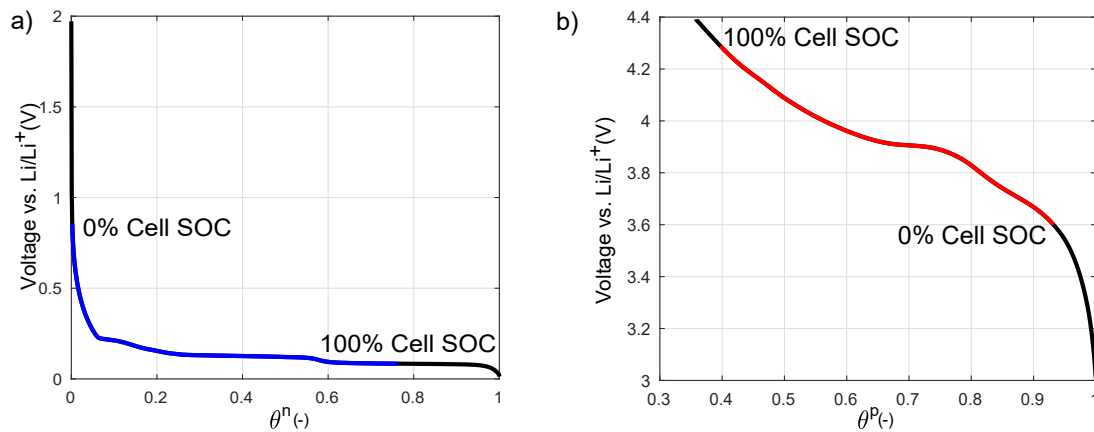 a)
Voltage vs. Li/Li⁺(V)
2
1.5
1
0.5
0
0% Cell SOC
100% Cell SOC
0 0.2 0.4 0.6 0.8 1
θⁿ(-)
b)
Voltage vs. Li/Li⁺(V)
4.4
4.2
4
3.8
3.6
3.4
3.2
3
100% Cell SOC
0% Cell SOC
0.3 0.4 0.5 0.6 0.7 0.8 0.9 1
θᵖ(-)